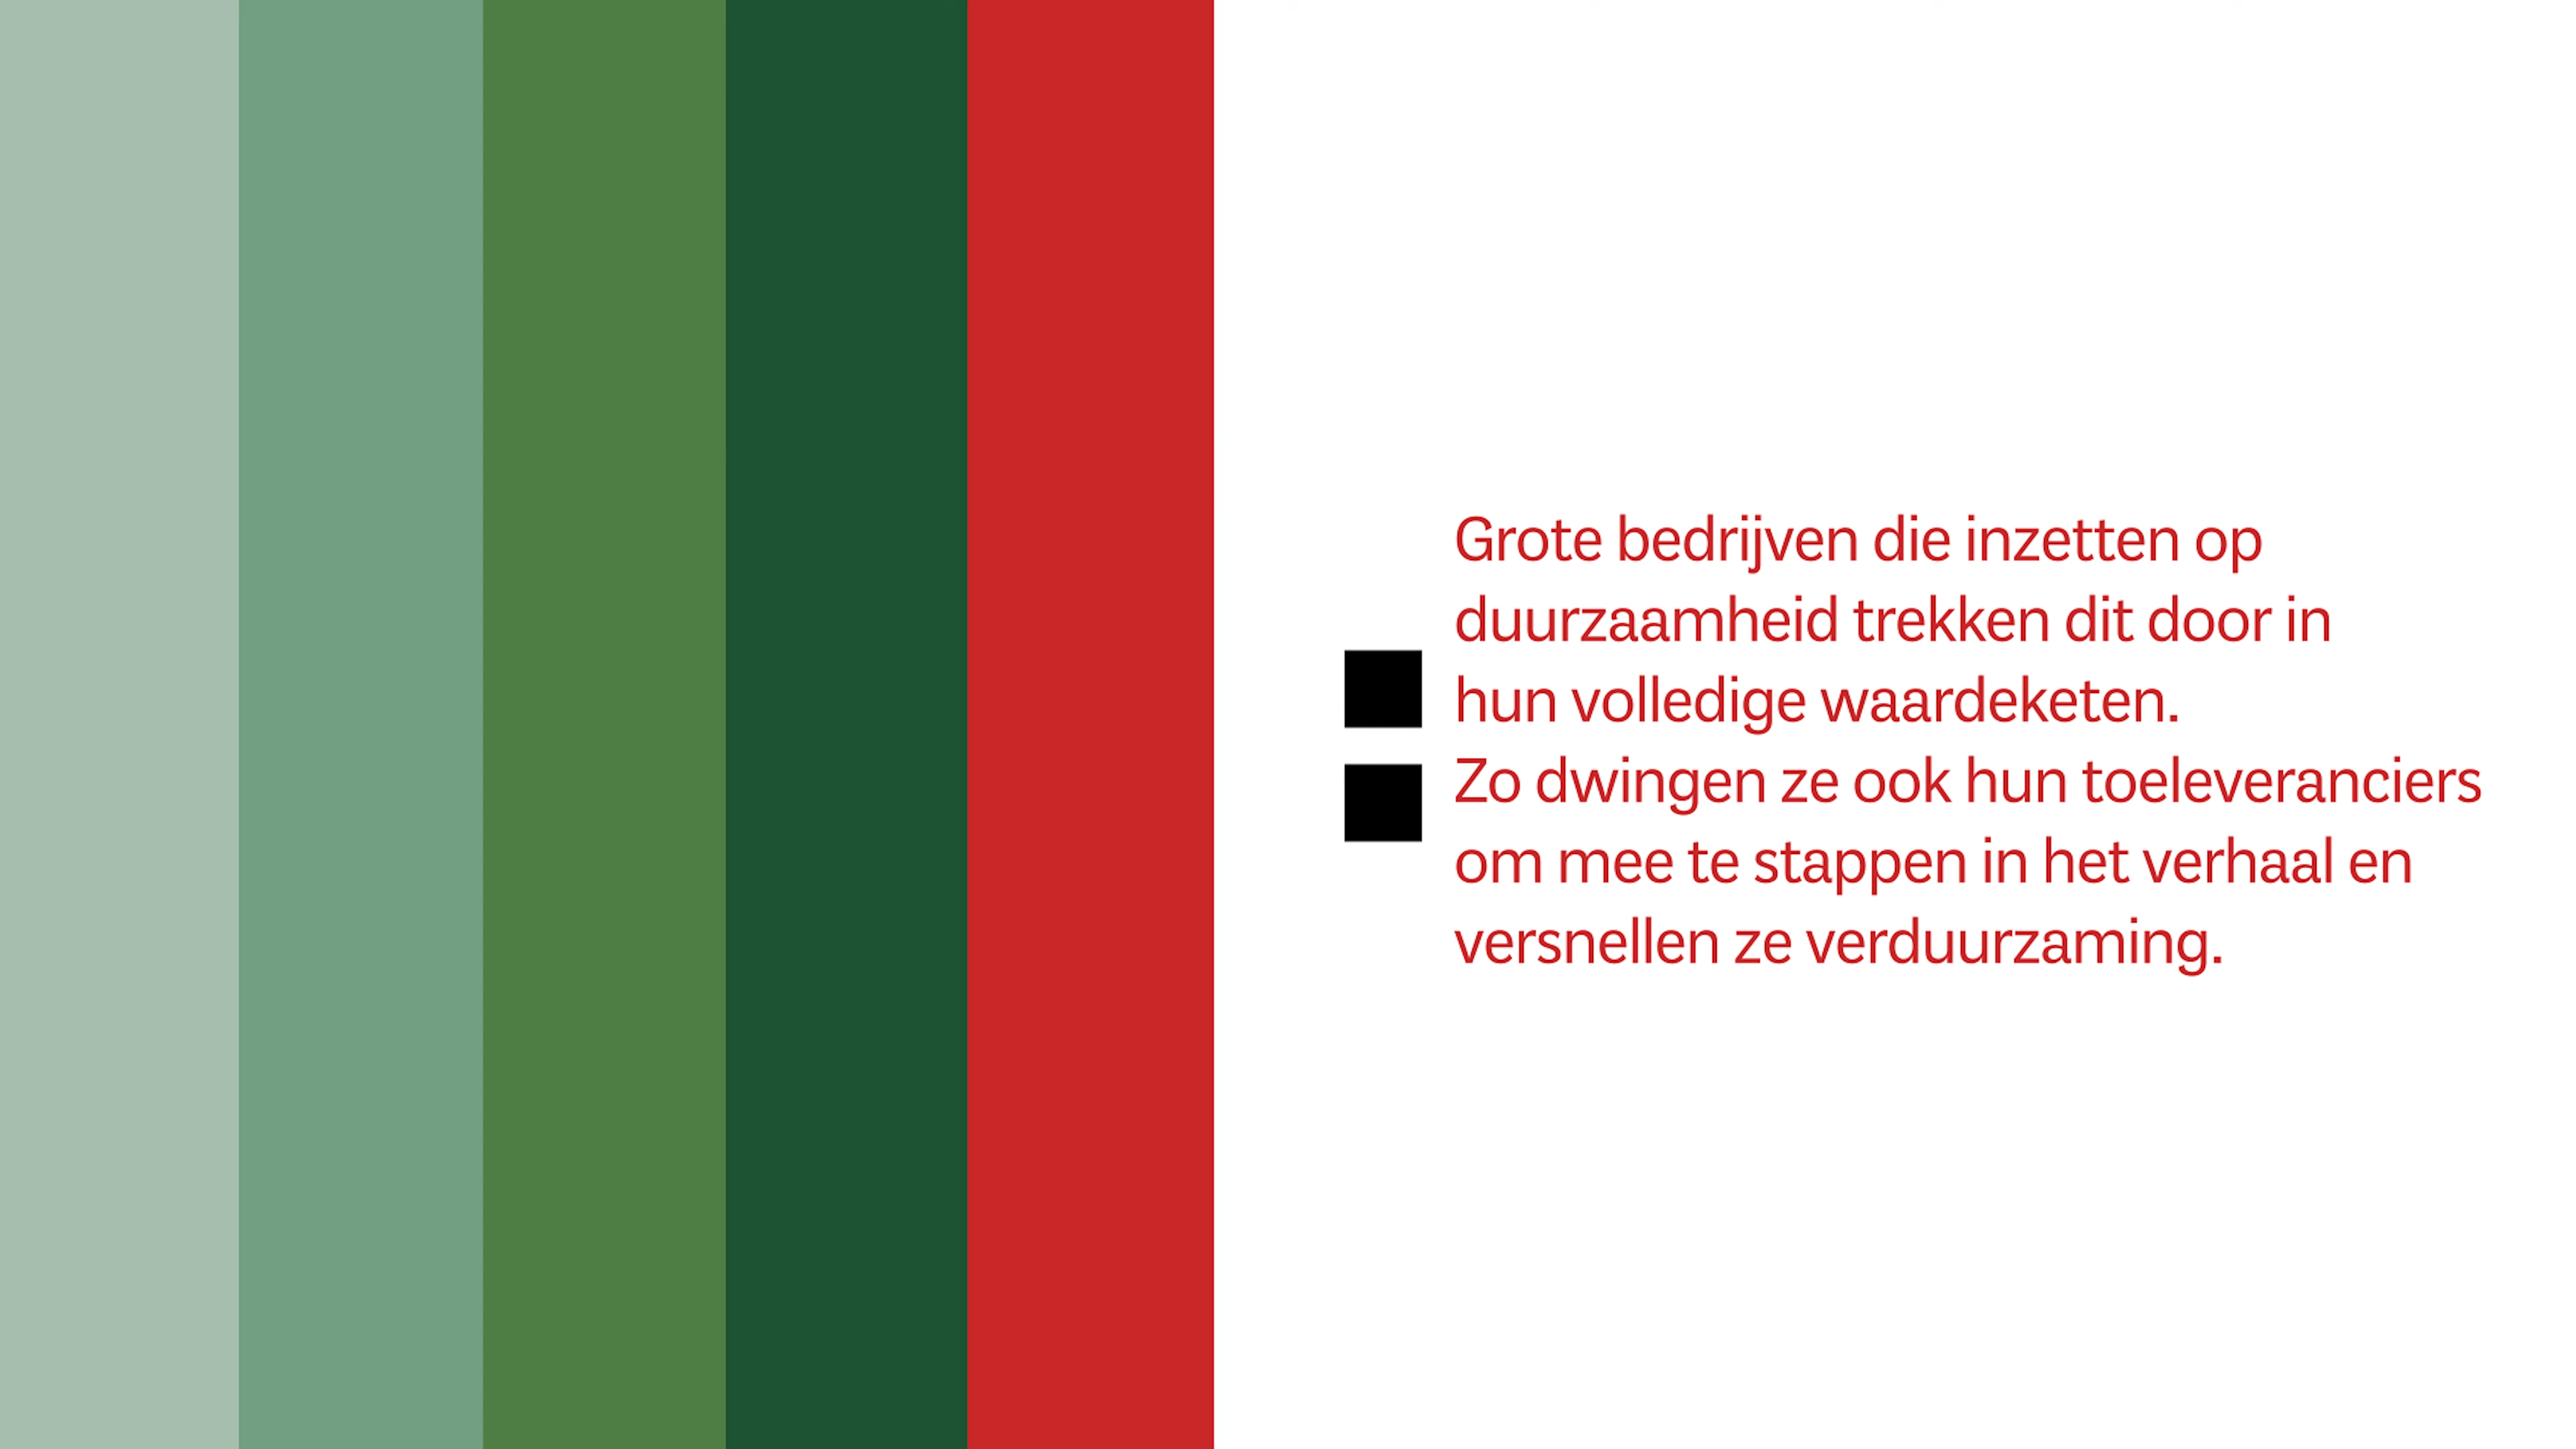 Grote bedrijven die inzetten op
duurzaamheid trekken dit door in
hun volledige waardeketen.
Zo dwingen ze ook hun toeleveranciers
om mee te stappen in het verhaal en
versnellen ze verduurzaming.